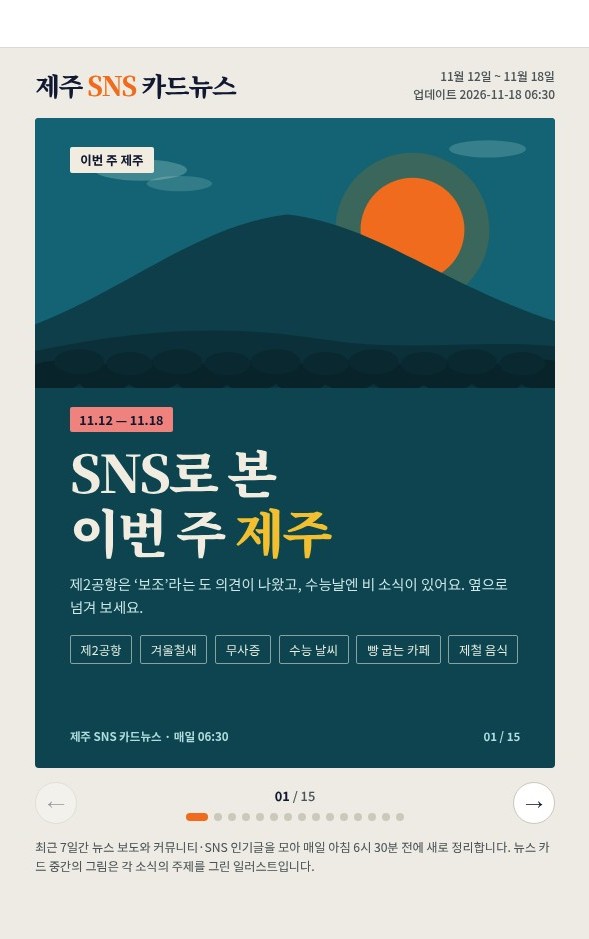 제주 SNS 카드뉴스
11월 12일 ~ 11월 18일
업데이트 2026-11-18 06:30
이번 주 제주
11.12 — 11.18
SNS로 본
이번 주 제주
제2공항은 ‘보조’라는 도 의견이 나왔고, 수능날엔 비 소식이 있어요. 옆으로
넘겨 보세요.
제2공항 겨울철새 무사증 수능 날씨 빵 굽는 카페 제철 음식
제주 SNS 카드뉴스 · 매일 06:30
01 / 15
←
01 / 15
→
최근 7일간 뉴스 보도와 커뮤니티·SNS 인기글을 모아 매일 아침 6시 30분 전에 새로 정리합니다. 뉴스 카
드 중간의 그림은 각 소식의 주제를 그린 일러스트입니다.